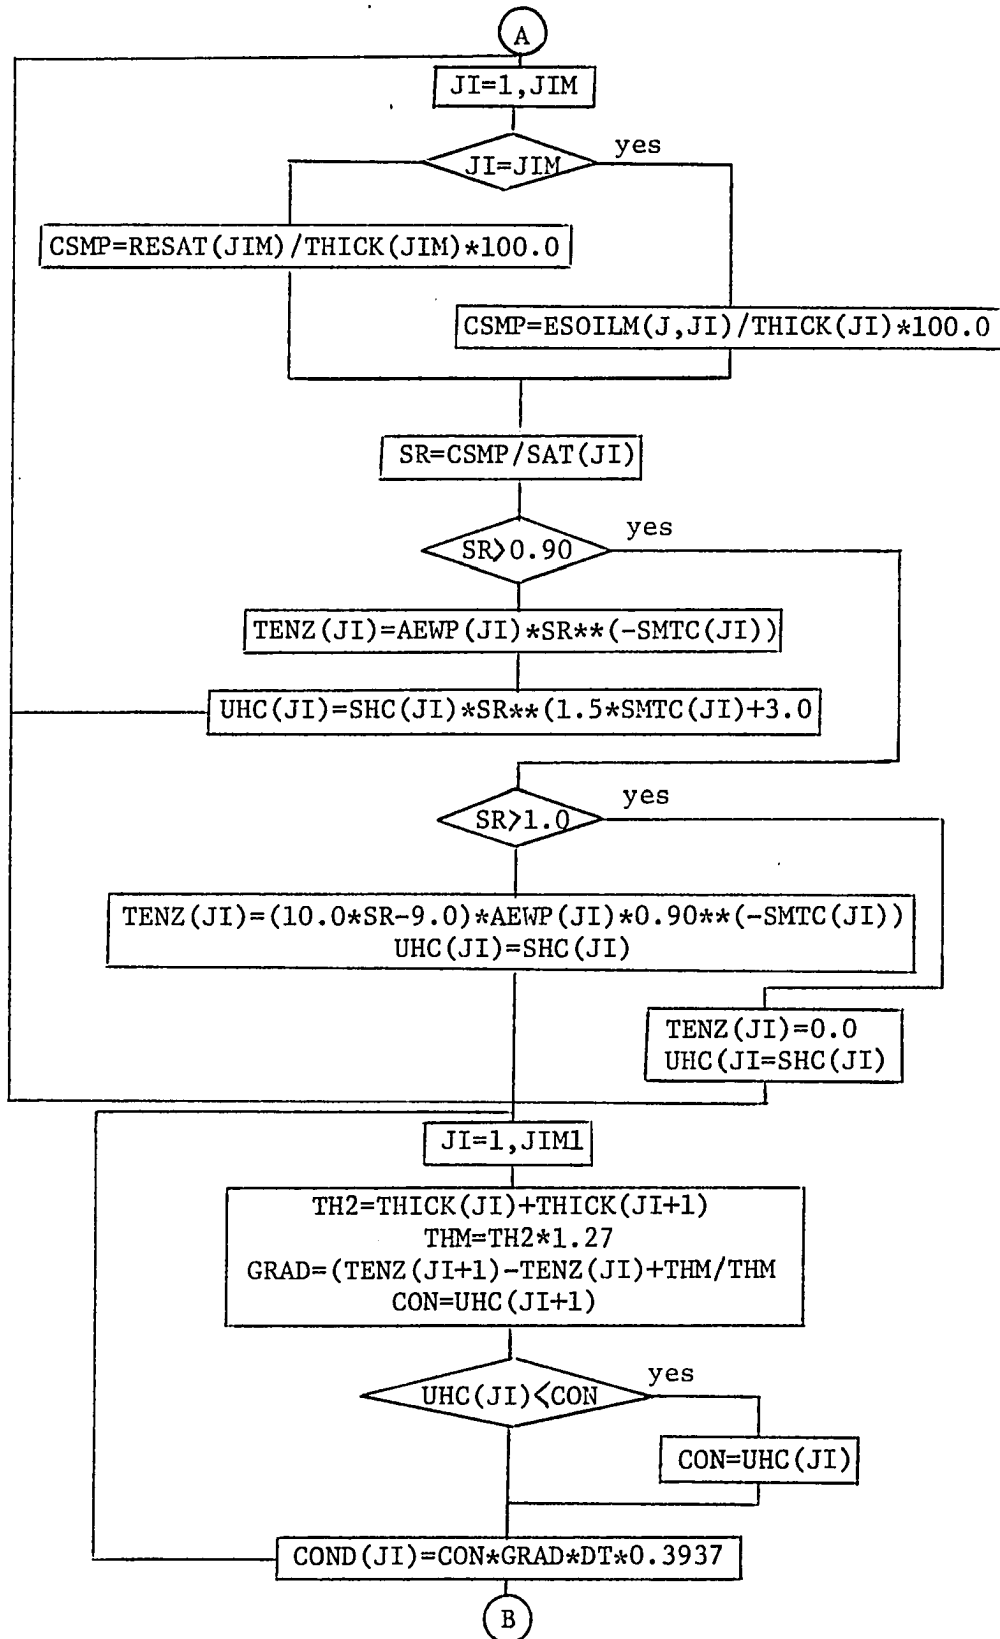 A
JI=1,JIM
JI=JIM
yes
CSMP=RESAT(JIM)/THICK(JIM)*100.0
CSMP=ESOILM(J,JI)/THICK(JI)*100.0
SR=CSMP/SAT(JI)
SR>0.90
yes
TENZ(JI)=AEWP(JI)*SR**(-SMTC(JI))
UHC(JI)=SHC(JI)*SR**(1.5*SMTC(JI)+3.0
SR>1.0
yes
TENZ(JI)=(10.0*SR-9.0)*AEWP(JI)*0.90**(-SMTC(JI))
UHC(JI)=SHC(JI)
TENZ(JI)=0.0
UHC(JI=SHC(JI)
JI=1,JIM1
TH2=THICK(JI)+THICK(JI+1)
THM=TH2*1.27
GRAD=(TENZ(JI+1)-TENZ(JI)+THM/THM
CON=UHC(JI+1)
UHC(JI)<CON
yes
CON=UHC(JI)
COND(JI)=CON*GRAD*DT*0.3937
B